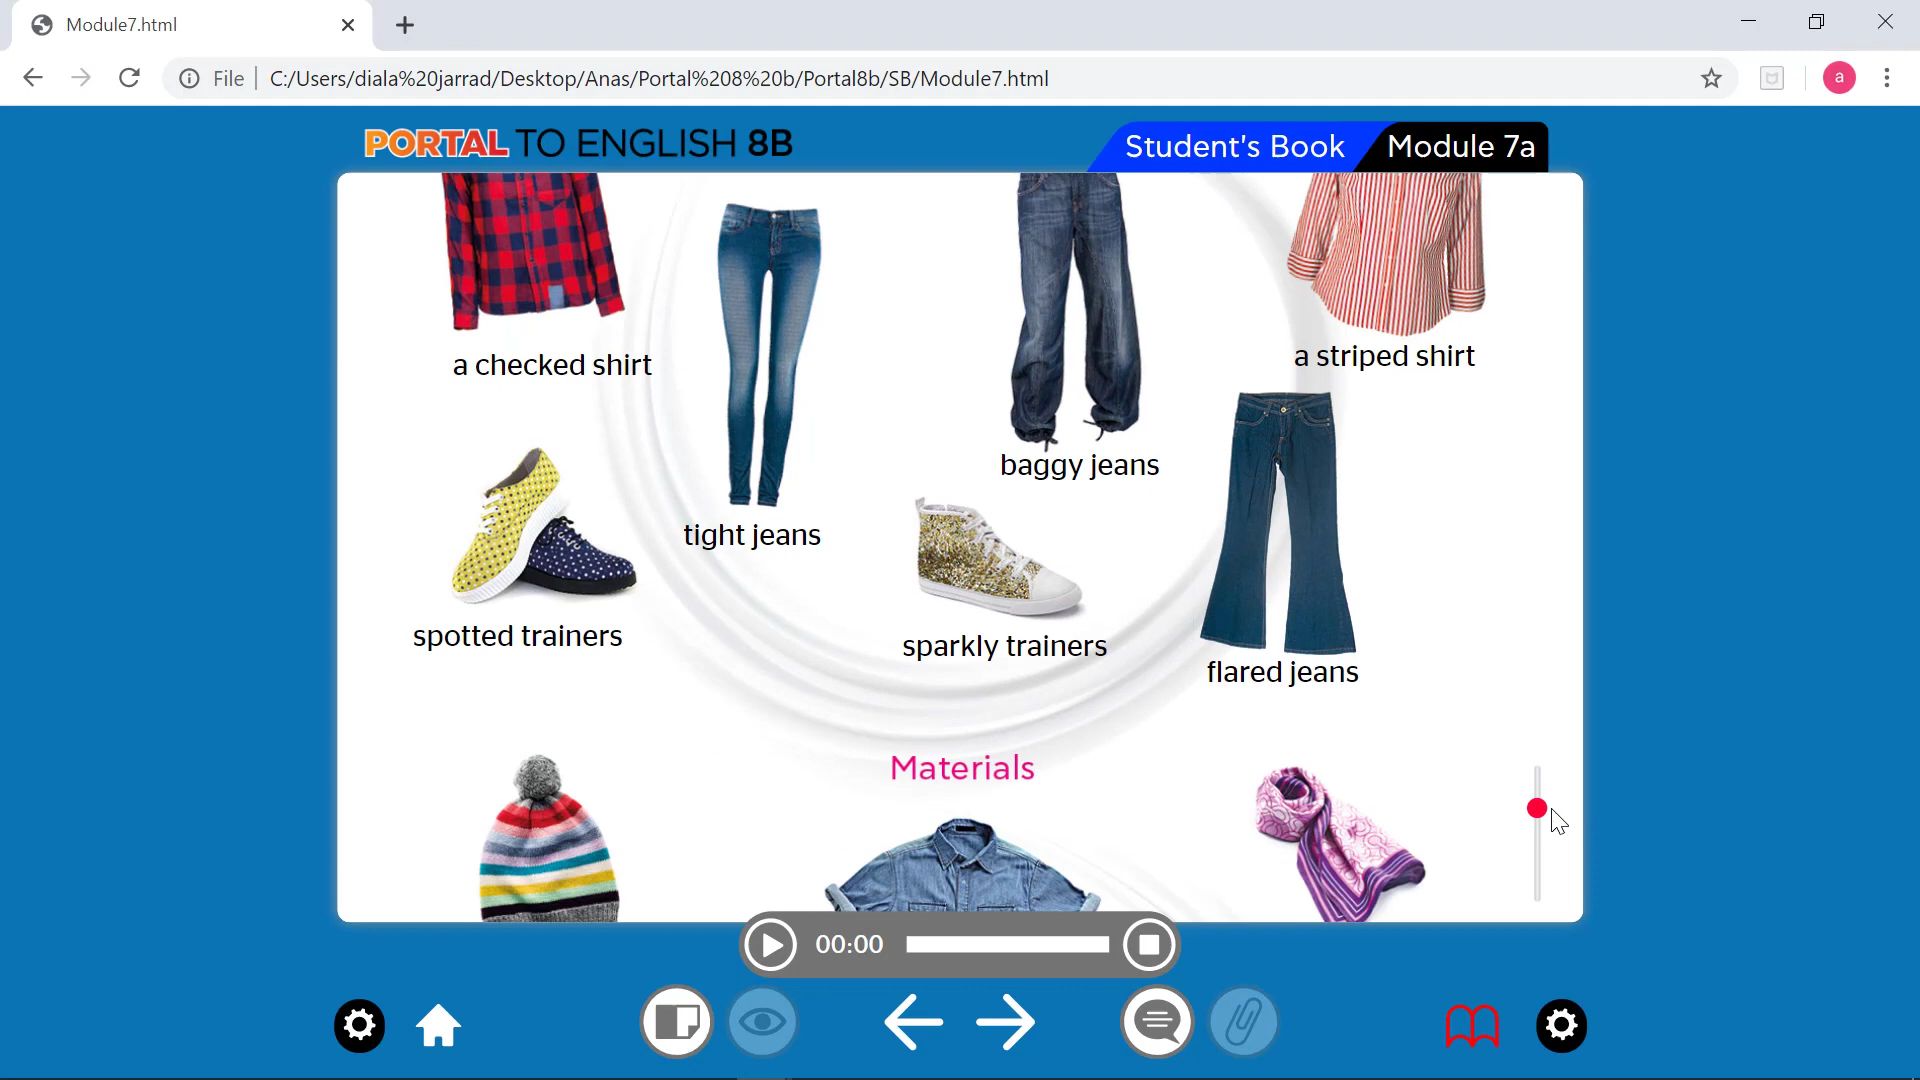 Module7.html
File C:/Users/diala%20jarrad/Desktop/Anas/Portal%208%20b/Portal8b/SB/Module7.html
a
PORTAL TO ENGLISH 8B
Student's Book Module 7a
a checked shirt
a striped shirt
baggy jeans
tight jeans
spotted trainers
sparkly trainers
flared jeans
Materials
00:00